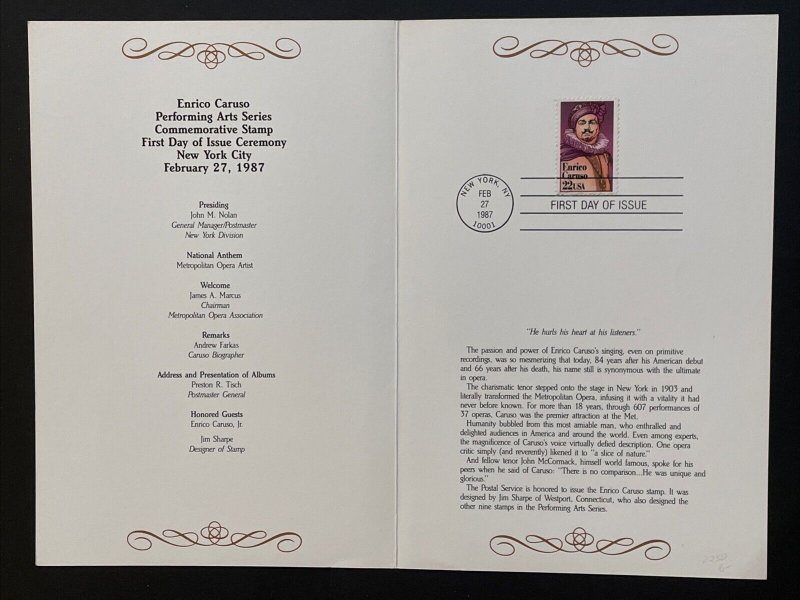 Enrico Caruso
Performing Arts Series
Commemorative Stamp
First Day of Issue Ceremony
New York City
February 27, 1987
Presiding
John M. Nolan
General Manager/Postmaster
New York Division
National Anthem
Metropolitan Opera Artist
Welcome
James A. Marcus
Chairman
Metropolitan Opera Association
Remarks
Andrew Farkas
Caruso Biographer
Address and Presentation of Albums
Preston R. Tisch
Postmaster General
Honored Guests
Enrico Caruso, Jr.
Jim Sharpe
Designer of Stamp
Enrico
Caruso
22USA
NEW YORK, NY
FEB
27
1987
10001
FIRST DAY OF ISSUE
"He hurls his heart at his listeners."
The passion and power of Enrico Caruso's singing, even on primitive
recordings, was so mesmerizing that today, 84 years after his American debut
and 66 years after his death, his name still is synonymous with the ultimate
in opera.
The charismatic tenor stepped onto the stage in New York in 1903 and
literally transformed the Metropolitan Opera, infusing it with a vitality it had
never before known. For more than 18 years, through 607 performances of
37 operas, Caruso was the premier attraction at the Met.
Humanity bubbled from this most amiable man, who enthralled and
delighted audiences in America and around the world. Even among experts,
the magnificence of Caruso's voice virtually defied description. One opera
critic simply (and reverently) likened it to "a slice of nature."
And fellow tenor John McCormack, himself world famous, spoke for his
peers when he said of Caruso: "There is no comparison...He was unique and
glorious."
The Postal Service is honored to issue the Enrico Caruso stamp. It was
designed by Jim Sharpe of Westport, Connecticut, who also designed the
other nine stamps in the Performing Arts Series.